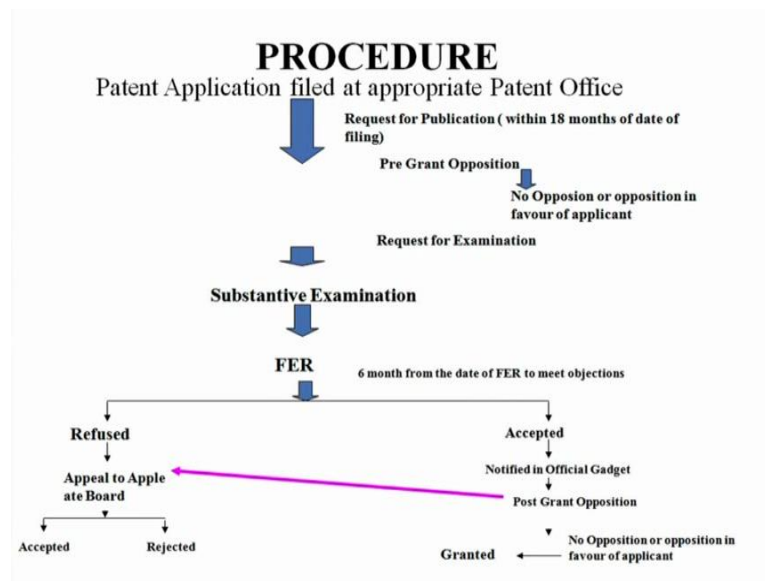 PROCEDURE
Patent Application filed at appropriate Patent Office
Request for Publication ( within 18 months of date of
filing)
Pre Grant Opposition
No Opposion or opposition in
favour of applicant
Request for Examination
Substantive Examination
FER
6 month from the date of FER to meet objections
Refused
Accepted
Appeal to Apple
ate Board
Notified in Official Gadget
Post Grant Opposition
Accepted
Rejected
No Opposition or opposition in
favour of applicant
Granted